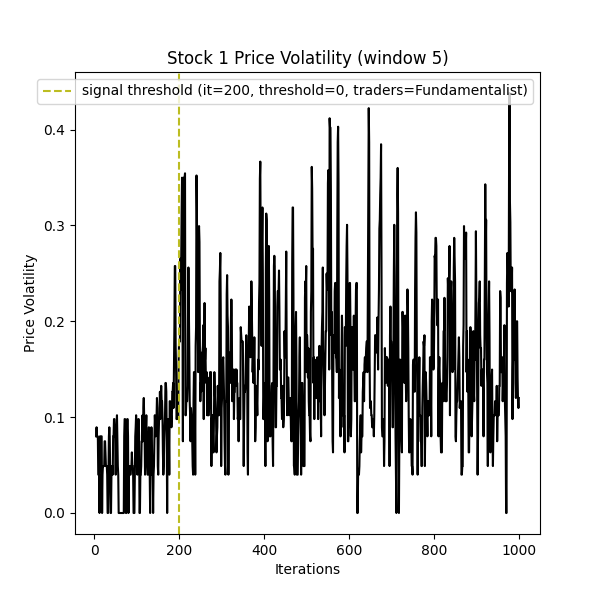 Stock 1 Price Volatility (window 5)
signal threshold (it=200, threshold=0, traders=Fundamentalist)
Price Volatility
0.4
0.3
0.2
0.1
0.0
0
200
400
600
800
1000
Iterations